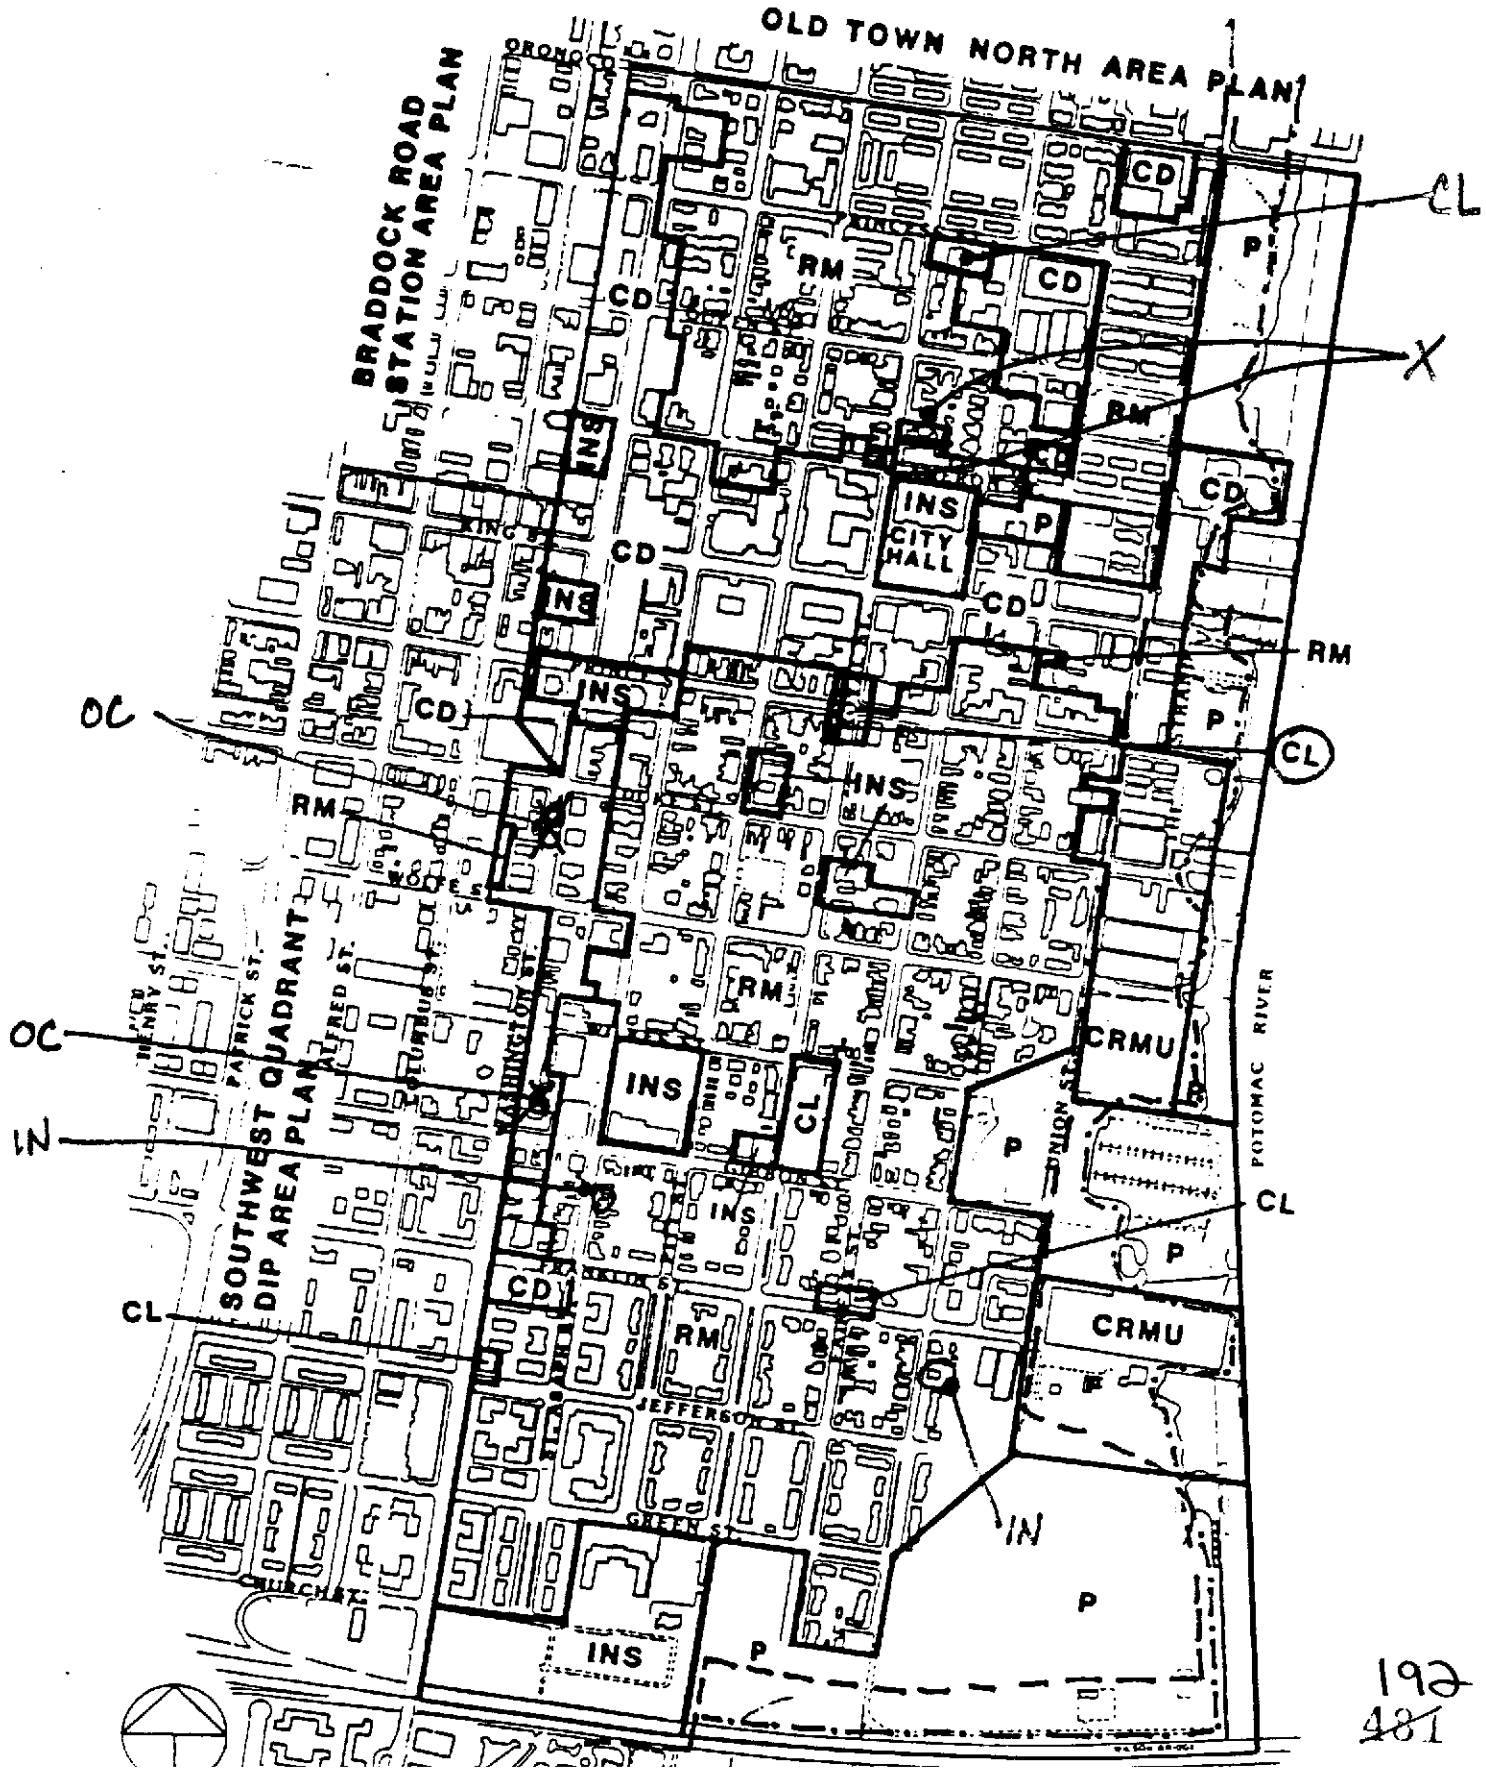 OLD TOWN NORTH AREA PLAN
BRADDOCK ROAD
STATION AREA PLAN
CD
CL
P
RM
CD
CD
X
RM
INS
CD
CD
INS
P
CITY
HALL
KING
CD
INS
CD
RM
INS
OC
CD
P
CL
INS
RM
WOLFE
RM
HENRY ST.
PATRICK ST.
ALFRED ST.
COLUMBUS ST.
WASHINGTON ST.
CRMU
POTOMAC RIVER
OC
INS
CL
UNION ST.
P
IN
SOUTHWEST QUADRANT
DIP AREA PLAN
INS
CL
P
FRANKLIN ST.
CD
CL
RM
CRMU
P
JEFFERSON ST.
IN
GREEN ST.
CHURCH ST.
P
INS
P
192
481